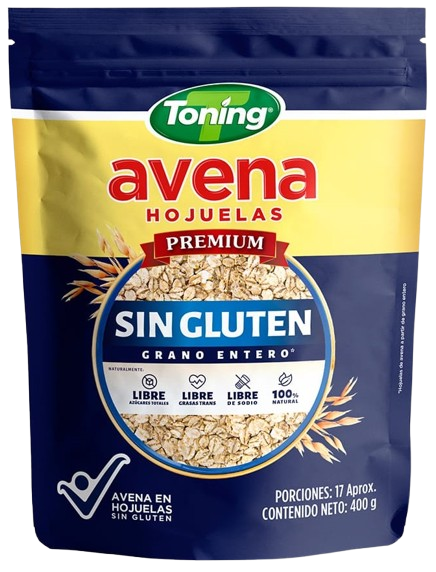 Toning®
avena
HOJUELAS
PREMIUM
SIN GLUTEN
GRANO ENTERO*
NATURALMENTE:
LIBRE
AZÚCARES TOTALES
LIBRE
GRASAS TRANS
LIBRE
DE SODIO
100%
NATURAL
*Hojuelas de avena a partir de grano entero
AVENA EN
HOJUELAS
SIN GLUTEN
PORCIONES: 17 Aprox.
CONTENIDO NETO: 400 g